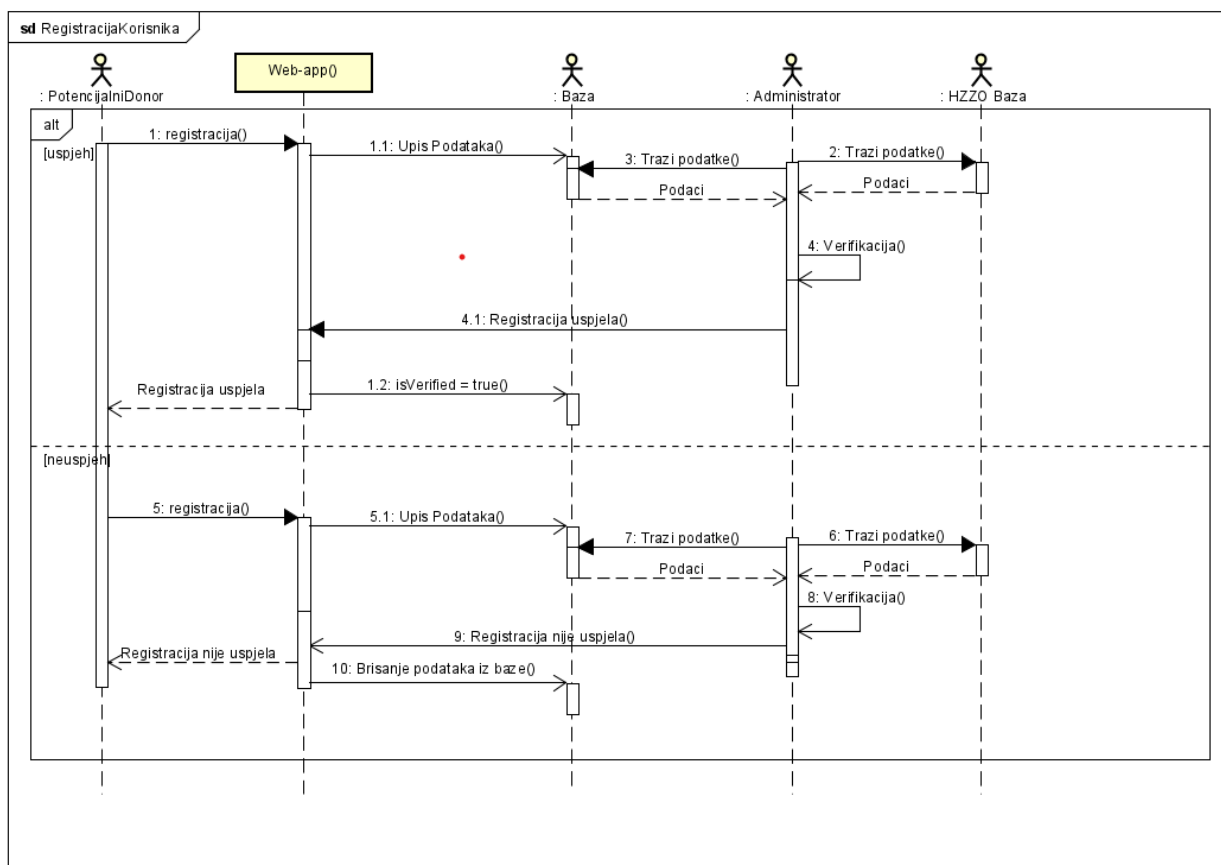 sd RegistracijaKorisnika
: PotencijalniDonor
Web-app()
: Baza
: Administrator
: HZZO Baza
alt
[uspjeh]
1: registracija()
1.1: Upis Podataka()
3: Trazi podatke()
2: Trazi podatke()
Podaci
Podaci
4: Verifikacija()
4.1: Registracija uspjela()
Registracija uspjela
1.2: isVerified = true()
[neuspjeh]
5: registracija()
5.1: Upis Podataka()
7: Trazi podatke()
6: Trazi podatke()
Podaci
Podaci
8: Verifikacija()
9: Registracija nije uspjela()
Registracija nije uspjela
10: Brisanje podataka iz baze()